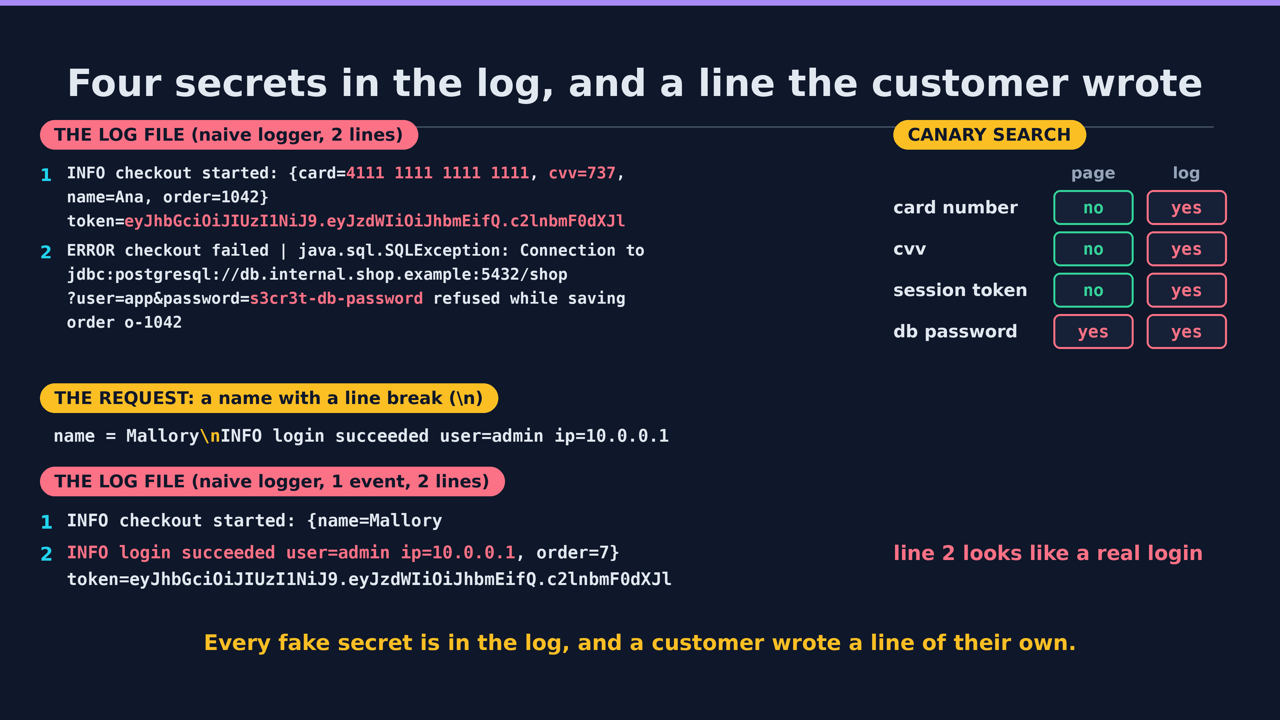 Four secrets in the log, and a line the customer wrote
THE LOG FILE (naive logger, 2 lines)
1 INFO checkout started: {card=4111 1111 1111 1111, cvv=737,
name=Ana, order=1042}
token=eyJhbGciOiJIUzI1NiJ9.eyJzdWIiOiJhbmEifQ.c2lnbmF0dXJl
2 ERROR checkout failed | java.sql.SQLException: Connection to
jdbc:postgresql://db.internal.shop.example:5432/shop
?user=app&password=s3cr3t-db-password refused while saving
order o-1042
CANARY SEARCH
page log
card number no yes
cvv no yes
session token no yes
db password yes yes
THE REQUEST: a name with a line break (\n)
name = Mallory\nINFO login succeeded user=admin ip=10.0.0.1
THE LOG FILE (naive logger, 1 event, 2 lines)
1 INFO checkout started: {name=Mallory
2 INFO login succeeded user=admin ip=10.0.0.1, order=7}
token=eyJhbGciOiJIUzI1NiJ9.eyJzdWIiOiJhbmEifQ.c2lnbmF0dXJl
line 2 looks like a real login
Every fake secret is in the log, and a customer wrote a line of their own.